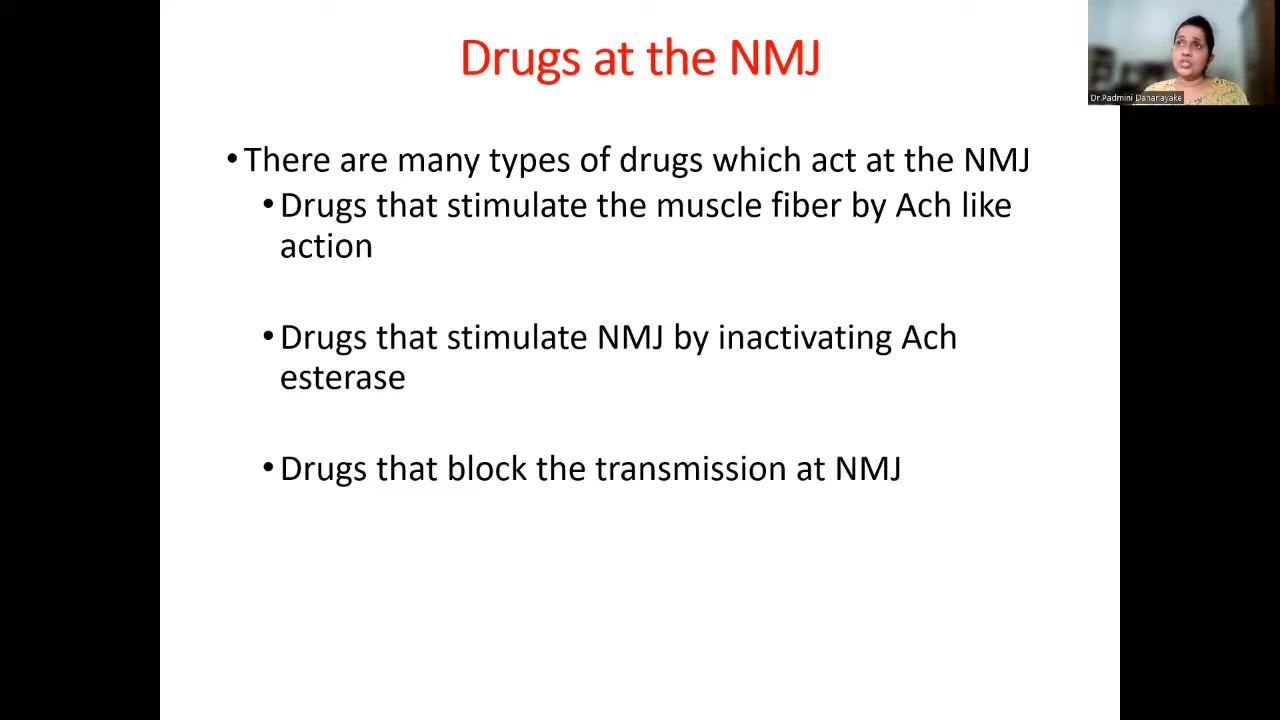 Drugs at the NMJ
Dr.Padmini Dahanayake
• There are many types of drugs which act at the NMJ
• Drugs that stimulate the muscle fiber by Ach like
action
• Drugs that stimulate NMJ by inactivating Ach
esterase
• Drugs that block the transmission at NMJ